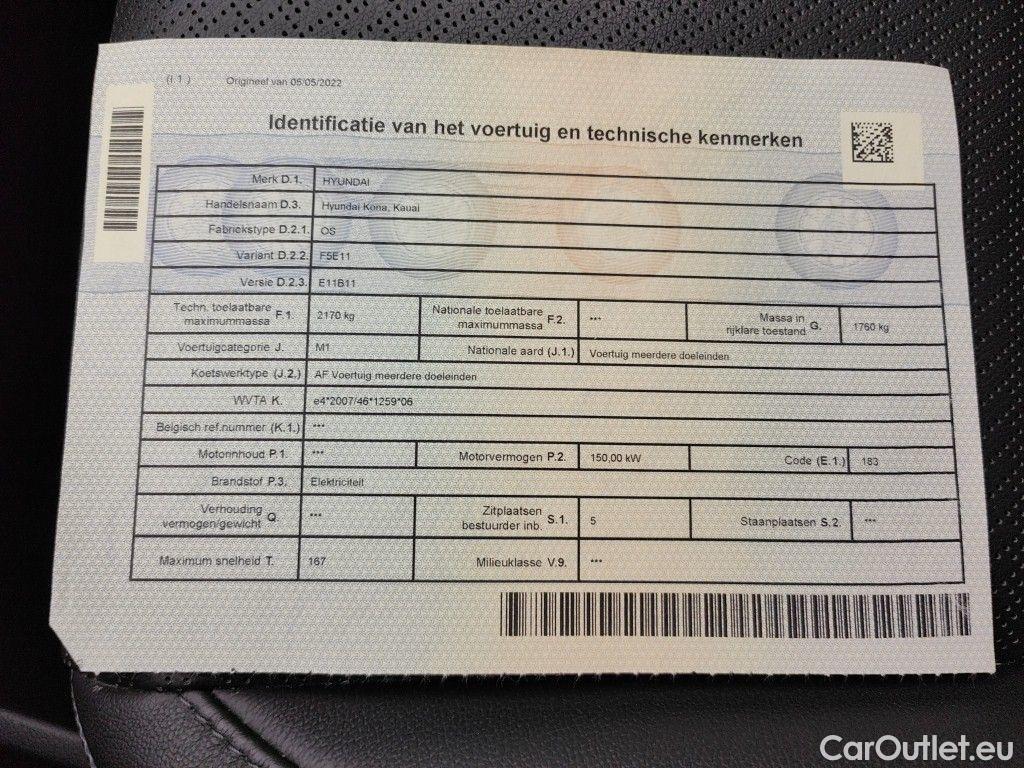 (I.1.) Origineel van 05/05/2022
Identificatie van het voertuig en technische kenmerken
Merk D.1. HYUNDAI
Handelsnaam D.3. Hyundai Kona, Kauai
Fabriekstype D.2.1. OS
Variant D.2.2. F5E11
Versie D.2.3. E11B11
Techn. toelaatbare maximummassa F.1. 2170 kg Nationale toelaatbare maximummassa F.2. *** Massa in rijklare toestand G. 1760 kg
Voertuigcategorie J. M1 Nationale aard (J.1.) Voertuig meerdere doeleinden
Koetswerktype (J.2.) AF Voertuig meerdere doeleinden
WVTA K. e4*2007/46*1259*06
Belgisch ref.nummer (K.1.) ***
Motorinhoud P.1. *** Motorvermogen P.2. 150,00 kW Code (E.1.) 183
Brandstof P.3. Elektriciteit
Verhouding vermogen/gewicht Q. *** Zitplaatsen bestuurder inb. S.1. 5 Staanplaatsen S.2. ***
Maximum snelheid T. 167 Milieuklasse V.9. ***
CarOutlet.eu